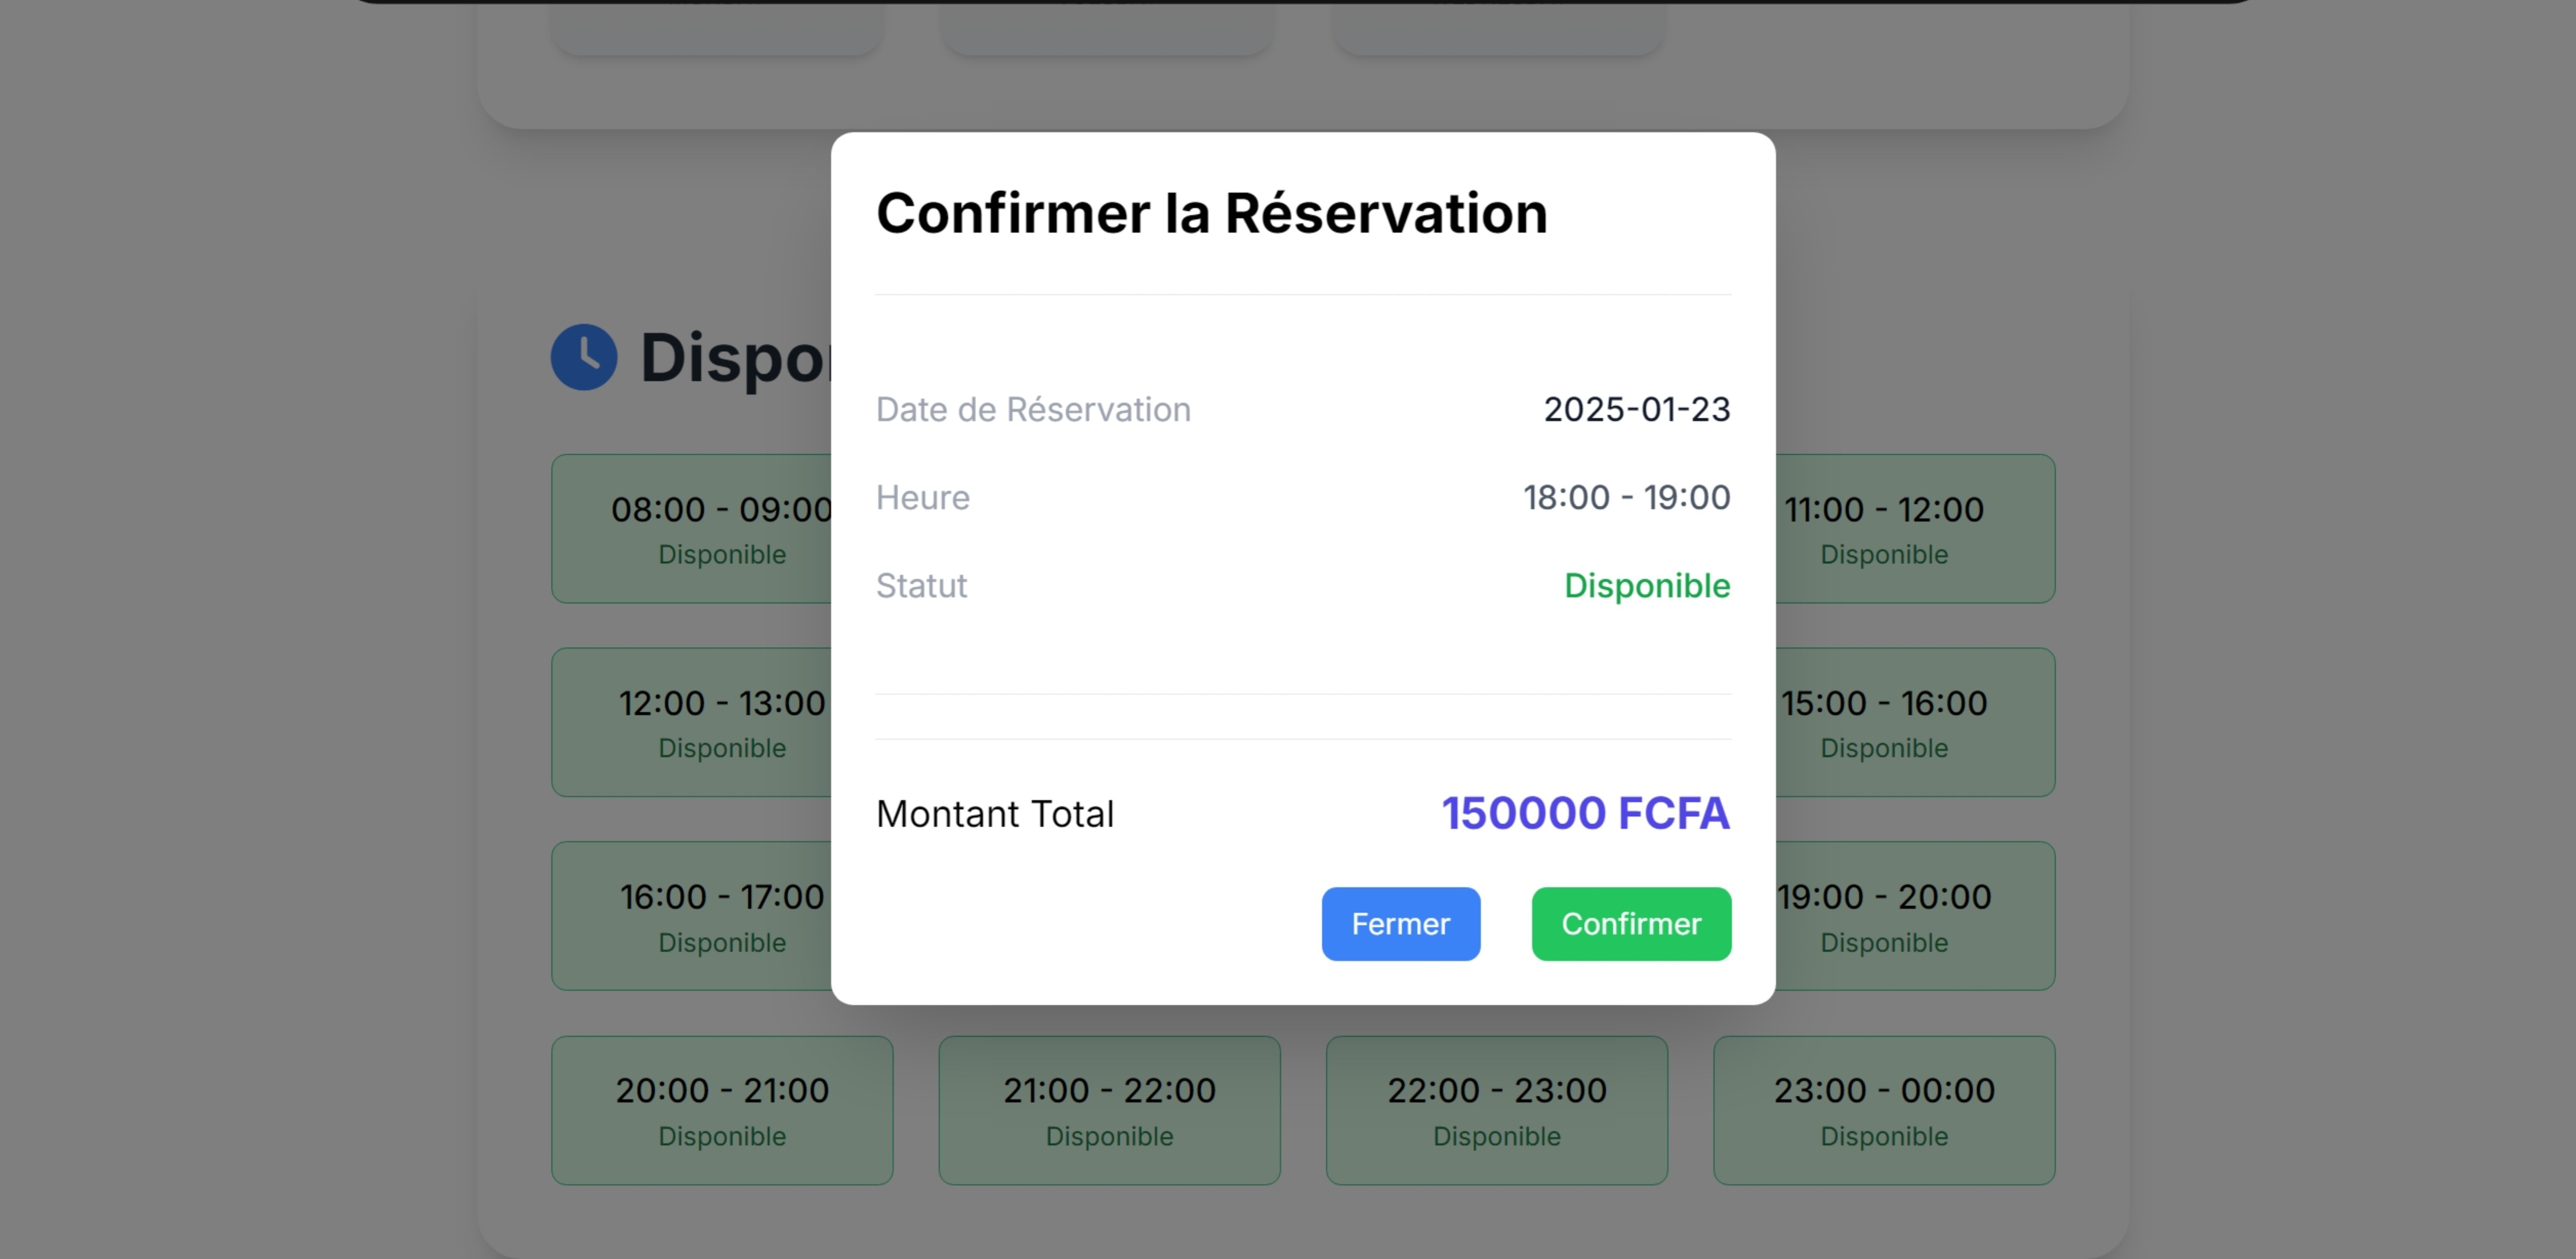 Confirmer la Réservation
Date de Réservation 2025-01-23
Heure 18:00 - 19:00
Statut Disponible
Montant Total 150000 FCFA
Fermer Confirmer
08:00 - 09:00
Disponible
11:00 - 12:00
Disponible
12:00 - 13:00
Disponible
15:00 - 16:00
Disponible
16:00 - 17:00
Disponible
19:00 - 20:00
Disponible
20:00 - 21:00
Disponible
21:00 - 22:00
Disponible
22:00 - 23:00
Disponible
23:00 - 00:00
Disponible